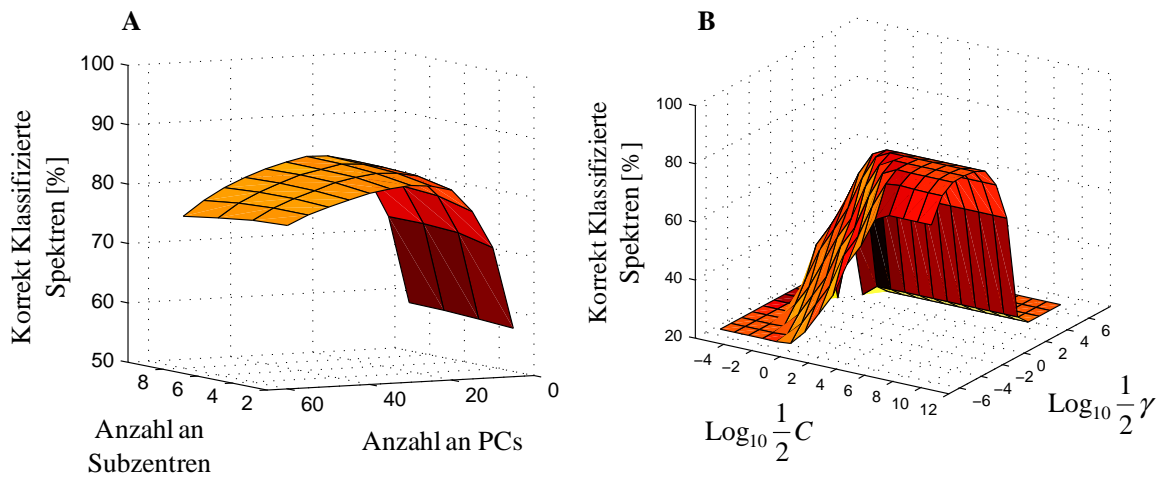 A
100
90
80
70
60
50
Korrekt Klassifizierte
Spektren [%]
8 6 4 2
60 40 20 0
Anzahl an
Subzentren
Anzahl an PCs
B
100
80
60
40
20
Korrekt Klassifizierte
Spektren [%]
−4 −2 0 2 4 6 8 10 12
−6 −4 −2 0 2 4 6
Log₁₀ 1/2 C
Log₁₀ 1/2 γ